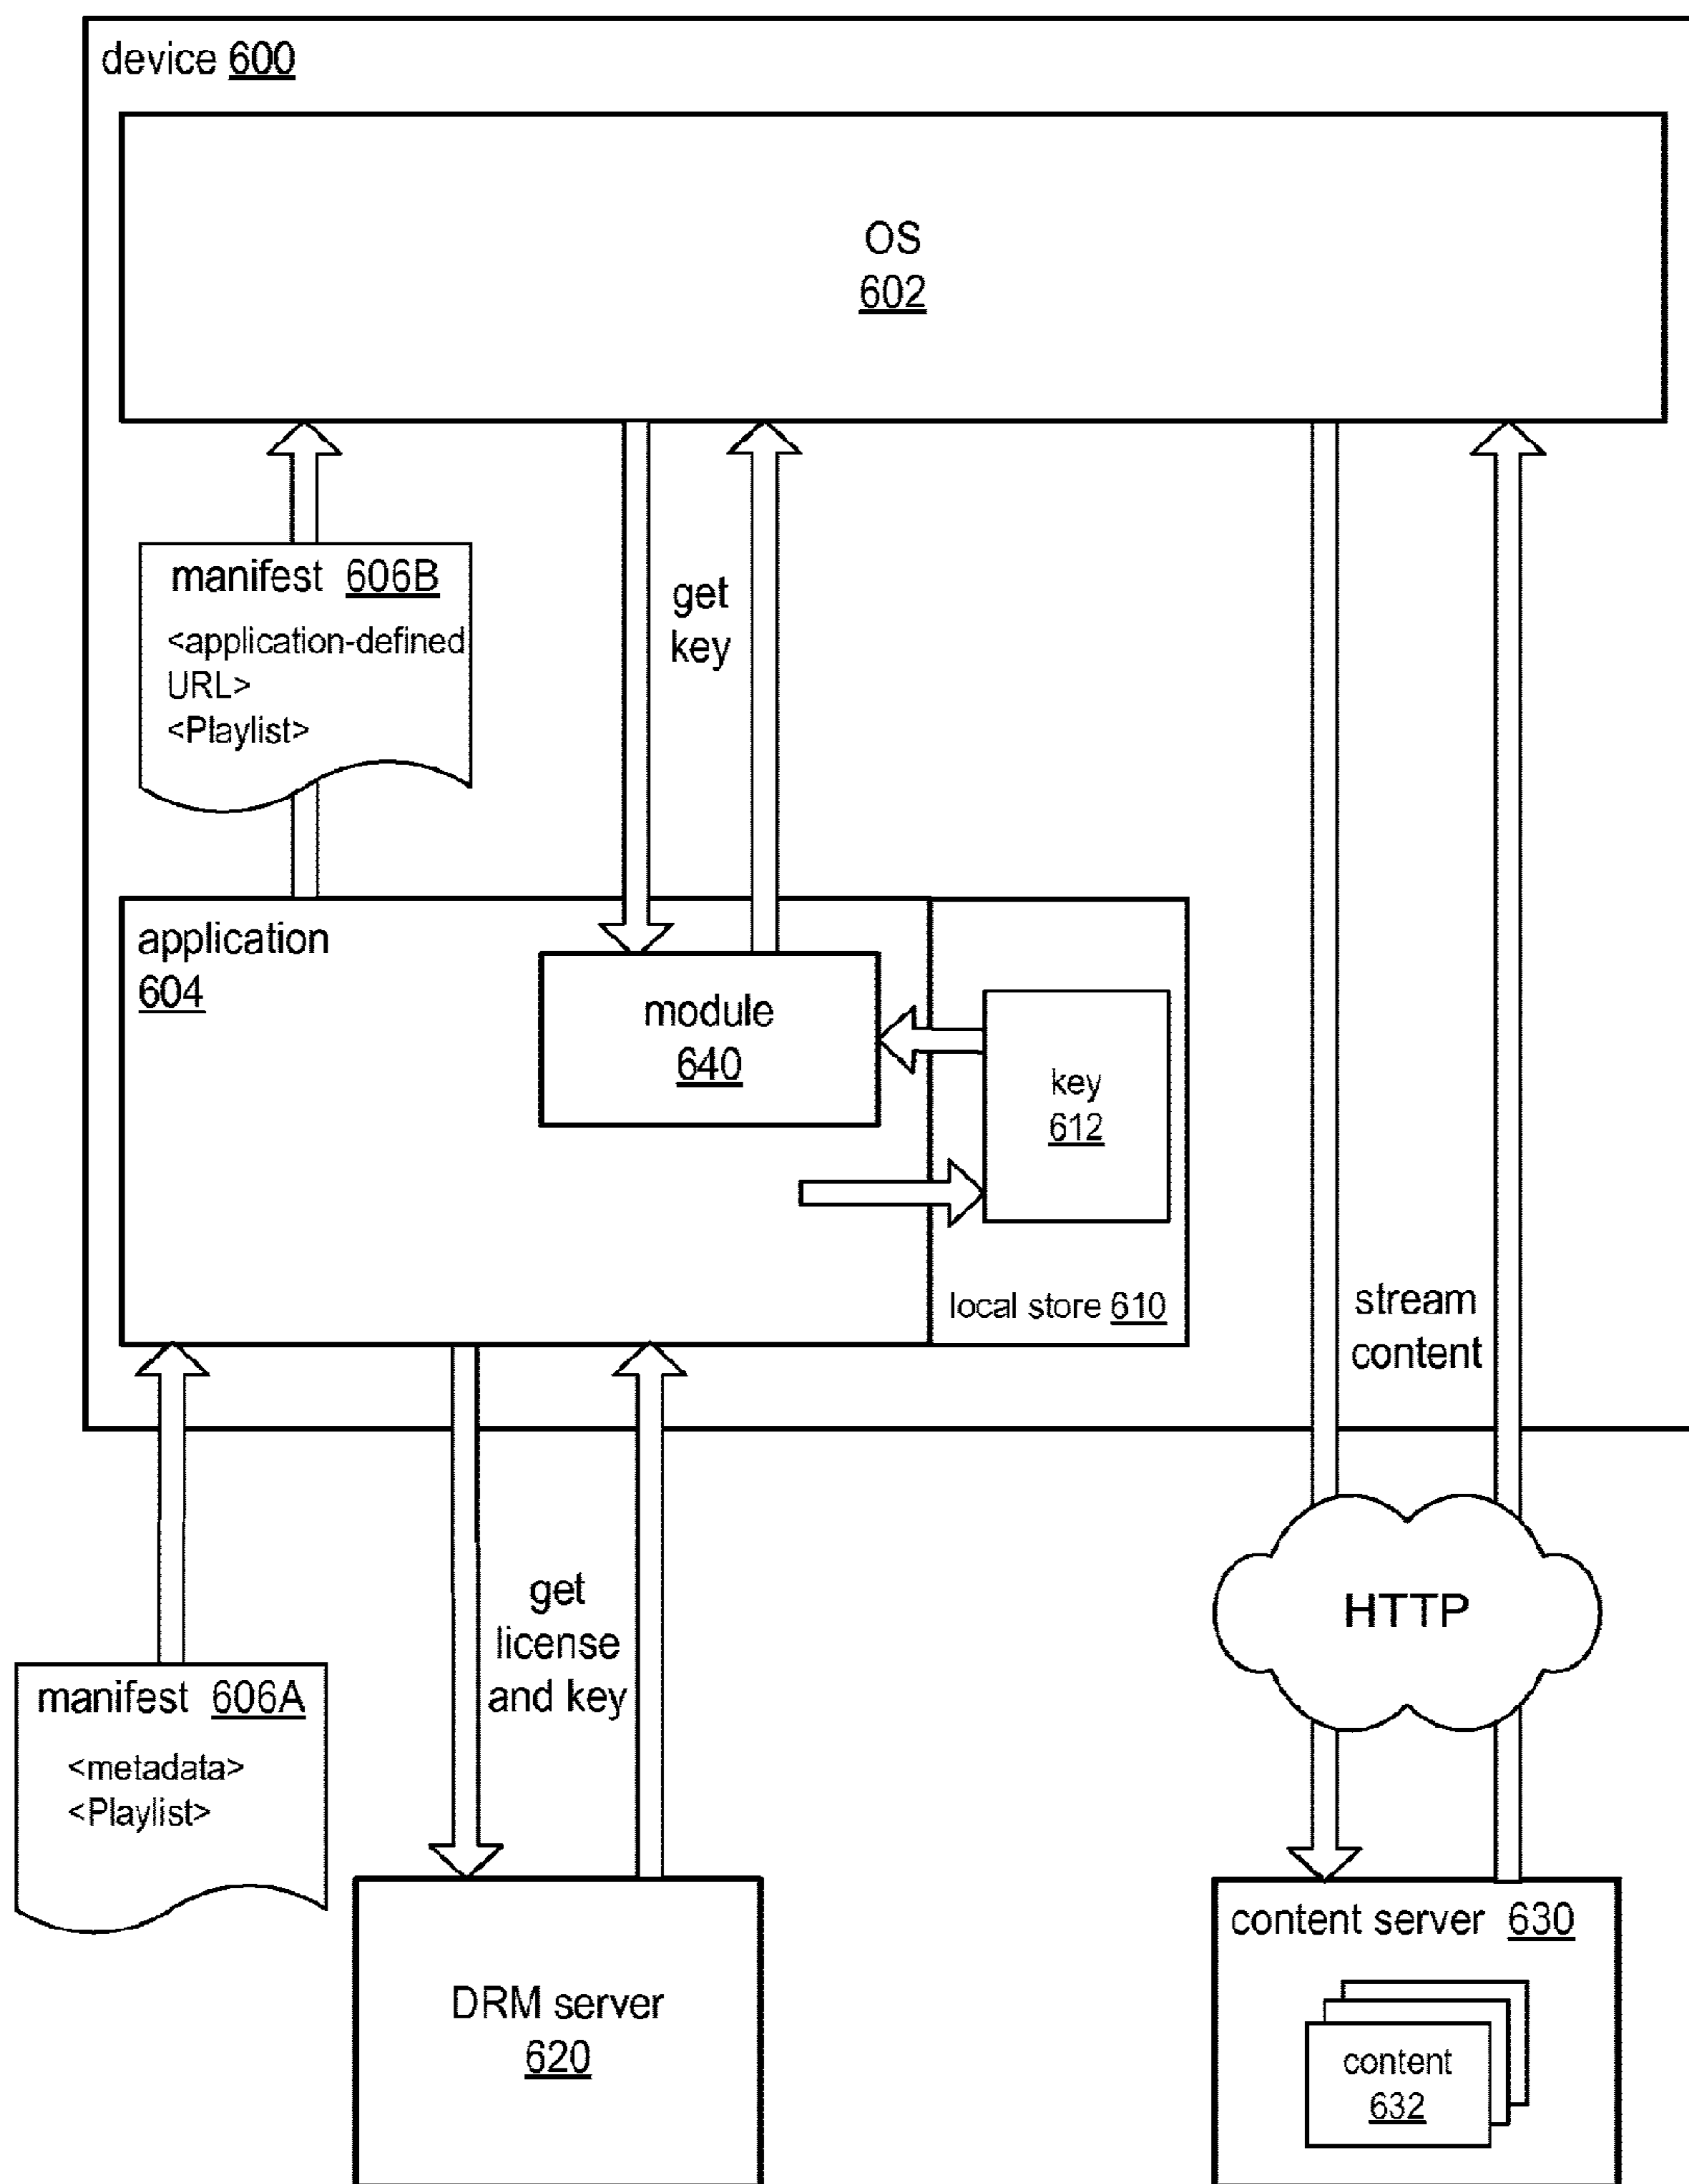 device 600
OS
602
manifest 606B
<application-defined
URL>
<Playlist>
get
key
application
604
module
640
key
612
local store 610
stream
content
get
license
and key
HTTP
manifest 606A
<metadata>
<Playlist>
DRM server
620
content server 630
content
632